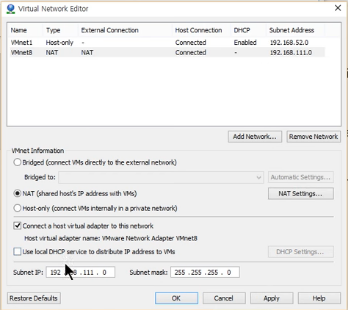 Virtual Network Editor
Name Type External Connection Host Connection DHCP Subnet Address
VMnet1 Host-only - Connected Enabled 192.168.52.0
VMnet8 NAT NAT Connected - 192.168.111.0
Add Network... Remove Network
VMnet Information
Bridged (connect VMs directly to the external network)
Bridged to: Automatic Settings...
NAT (shared host's IP address with VMs) NAT Settings...
Host-only (connect VMs internally in a private network)
Connect a host virtual adapter to this network
Host virtual adapter name: VMware Network Adapter VMnet8
Use local DHCP service to distribute IP address to VMs DHCP Settings...
Subnet IP: 192 . . 111 . 0 Subnet mask: 255 . 255 . 255 . 0
Restore Defaults OK Cancel Apply Help